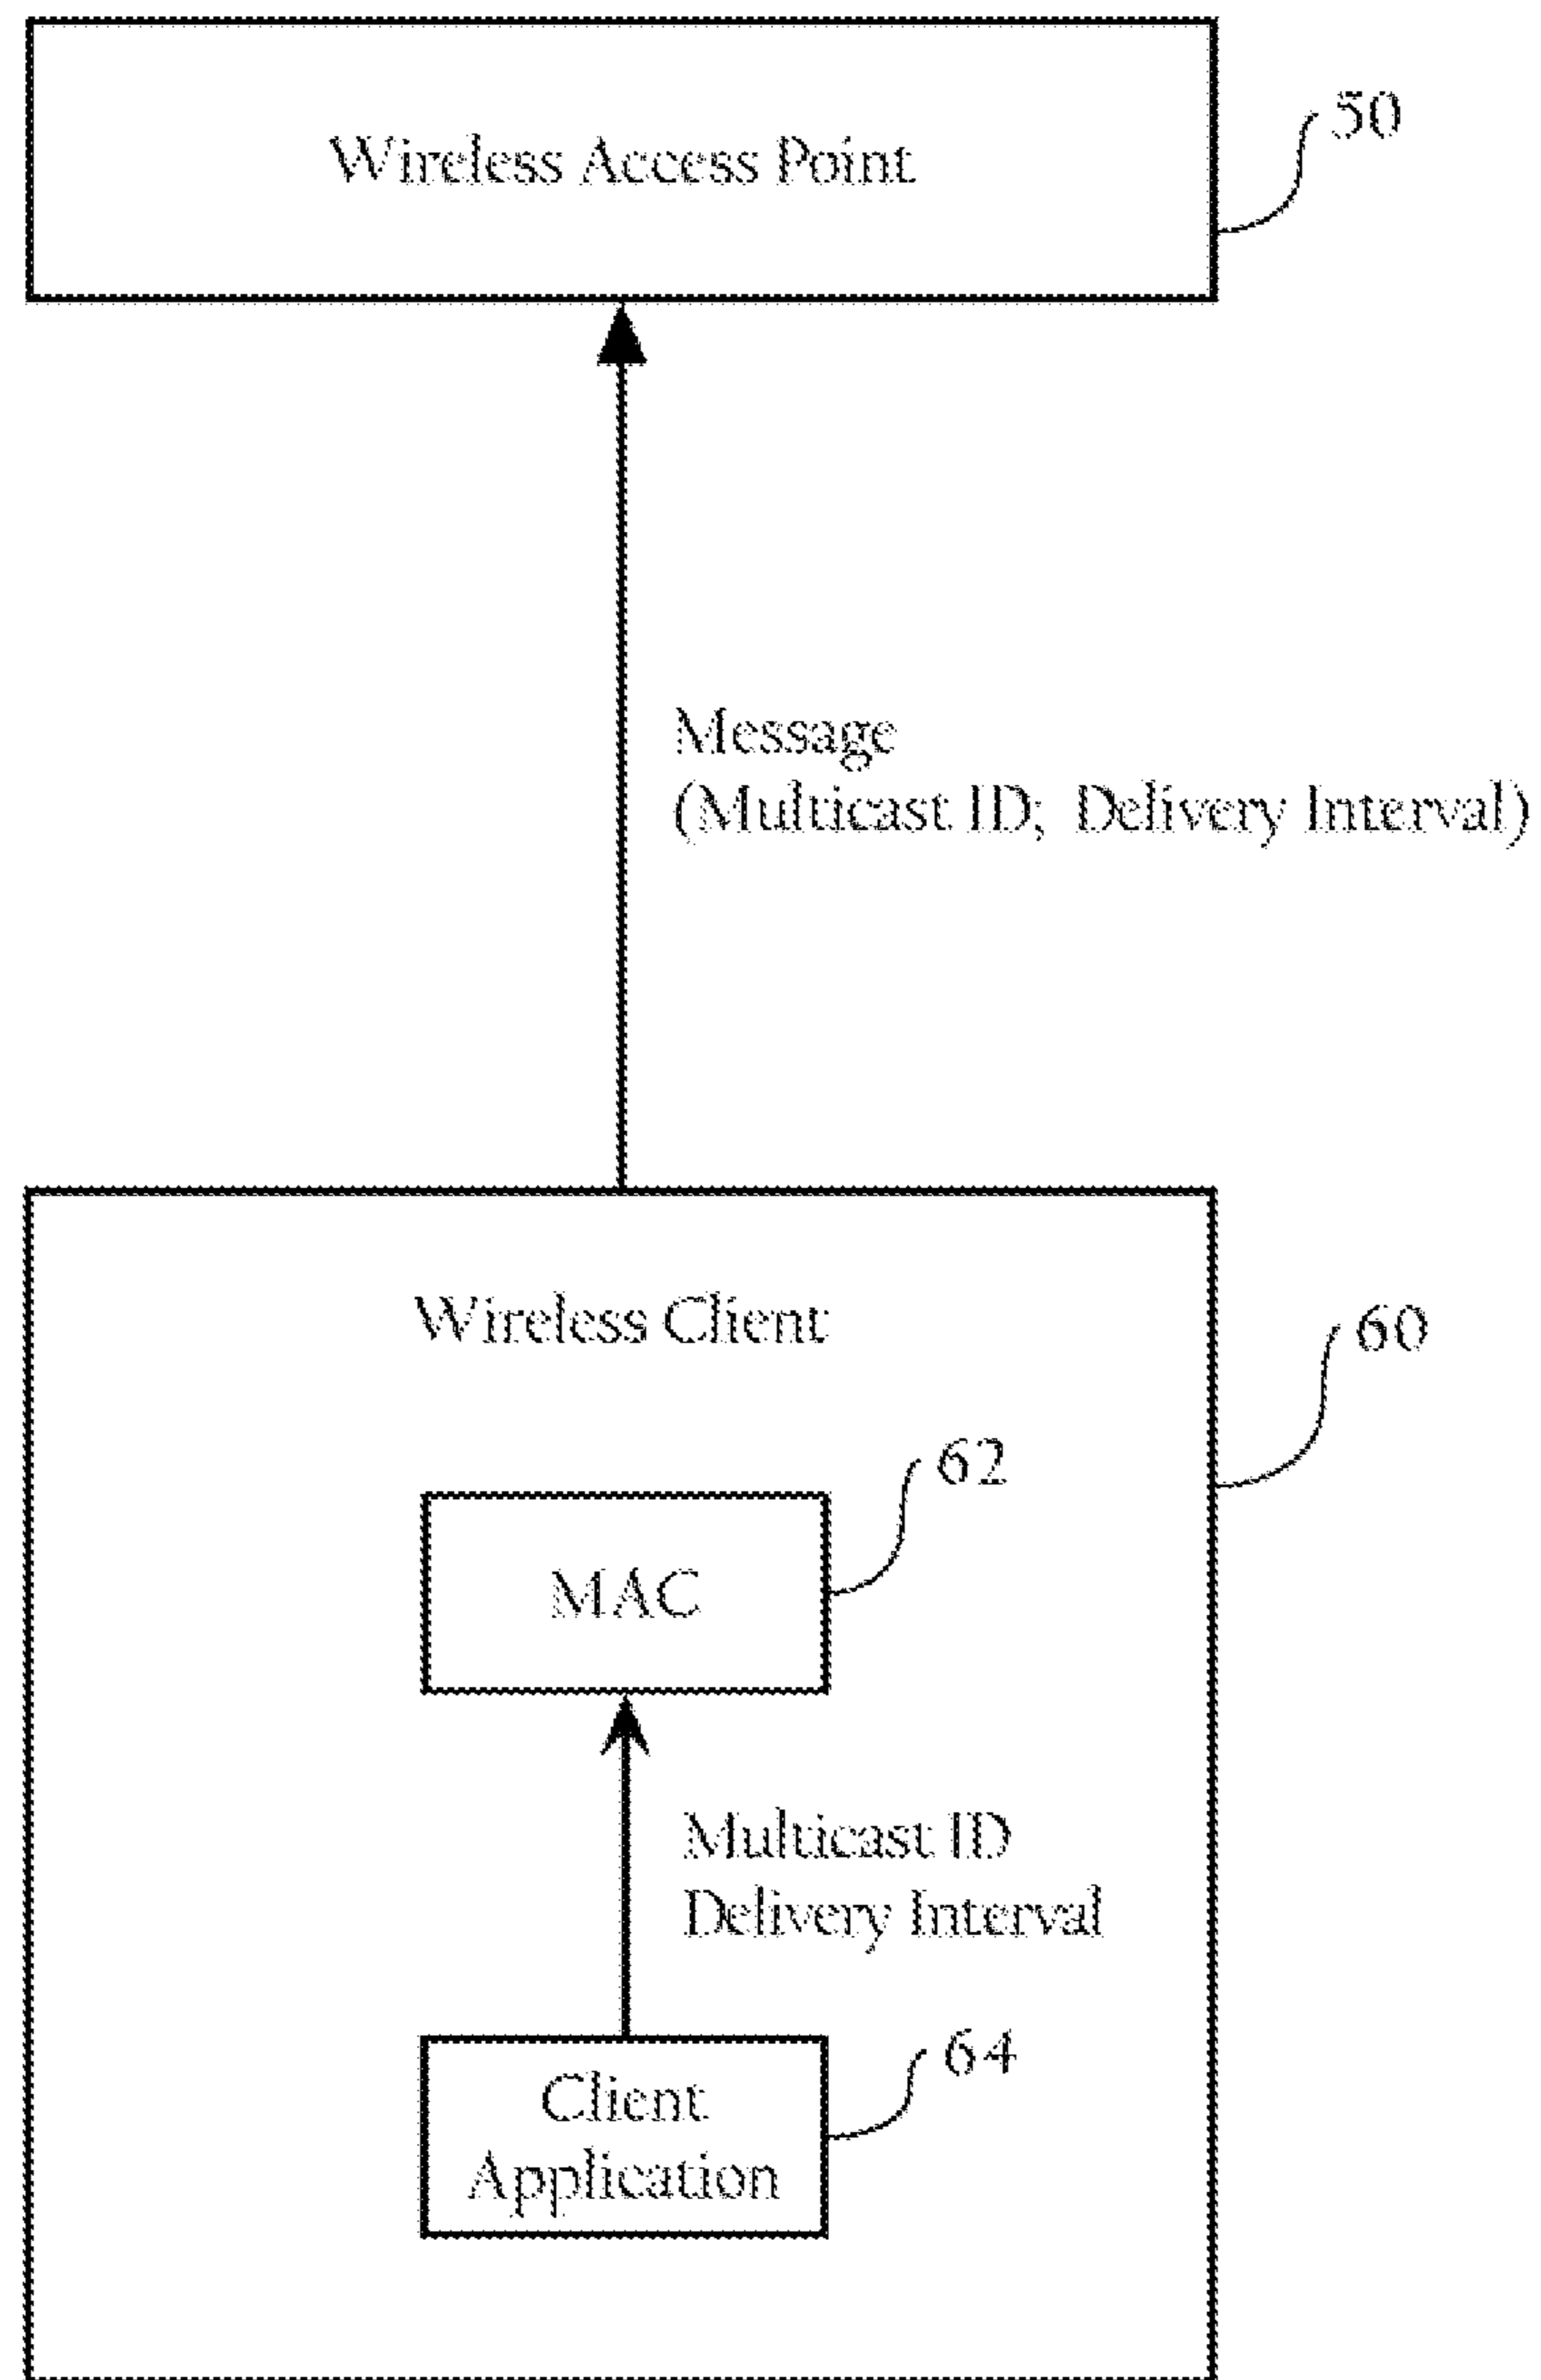 Wireless Access Point
50
Message
(Multicast ID; Delivery Interval)
Wireless Client
60
62
MAC
Multicast ID
Delivery Interval
64
Client
Application